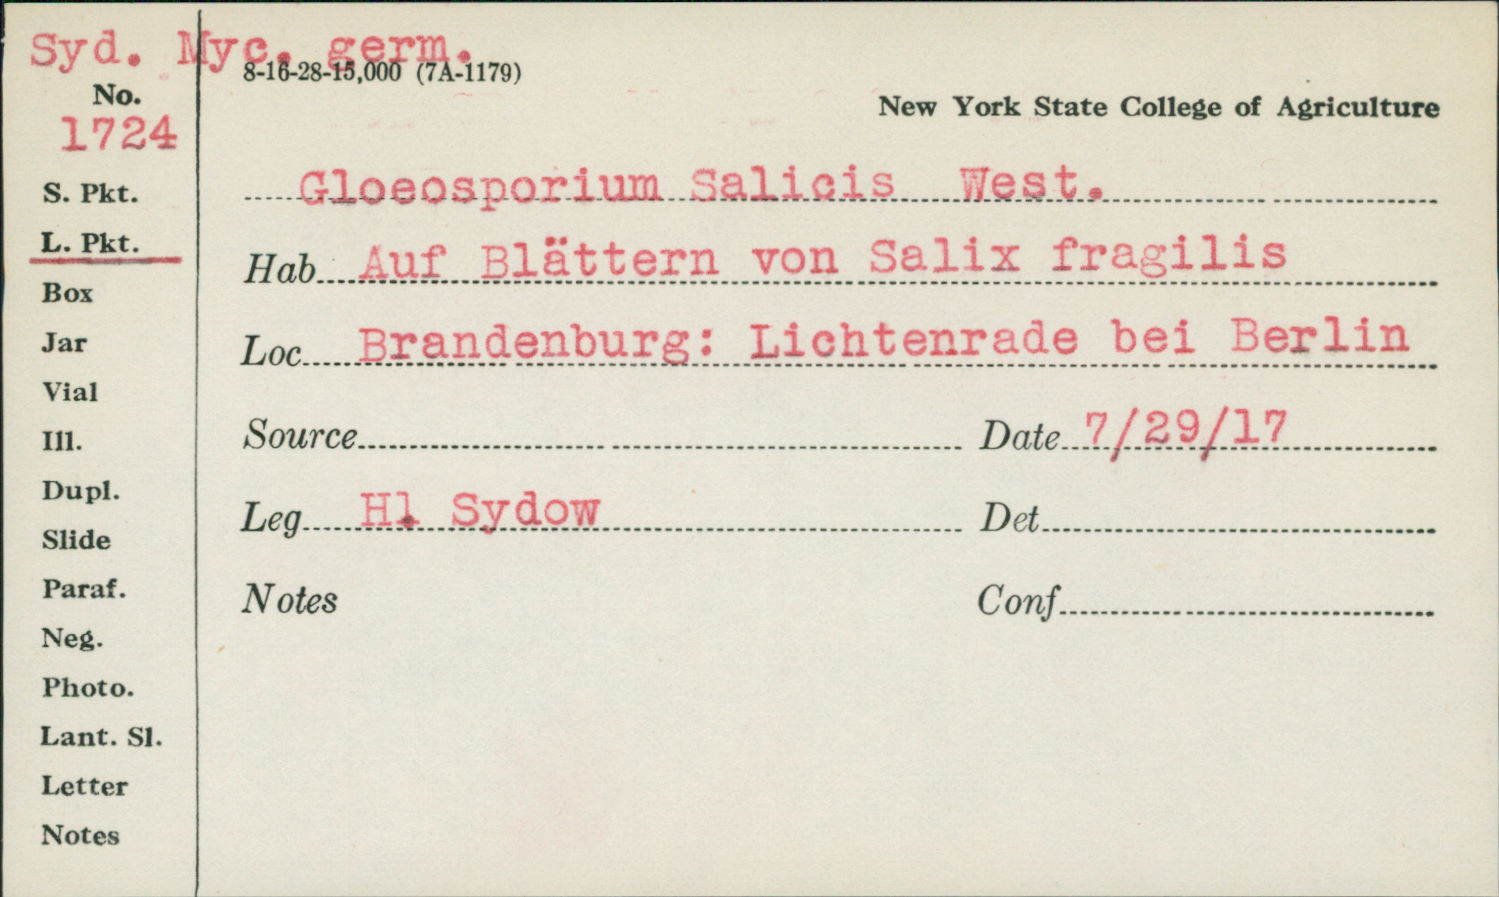 Syd. Myc. germ.
8-16-28-15,000 (7A-1179)
No.
1724
New York State College of Agriculture
S. Pkt.
Gloeosporium Salicis West.
L. Pkt.
Hab. Auf Blättern von Salix fragilis
Box
Jar
Loc. Brandenburg: Lichtenrade bei Berlin
Vial
Ill.
Source Date 7/29/17
Dupl.
Leg. Hl Sydow Det.
Slide
Paraf.
Notes Conf.
Neg.
Photo.
Lant. Sl.
Letter
Notes